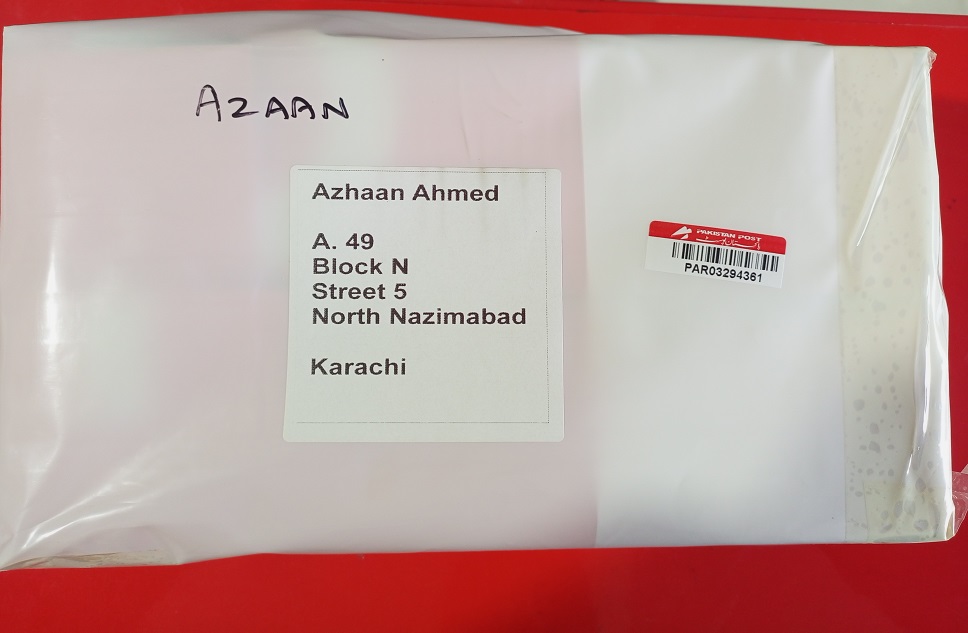 AZAAN
Azhaan Ahmed
A. 49
Block N
Street 5
North Nazimabad
Karachi
PAKISTAN POST
PAR03294361